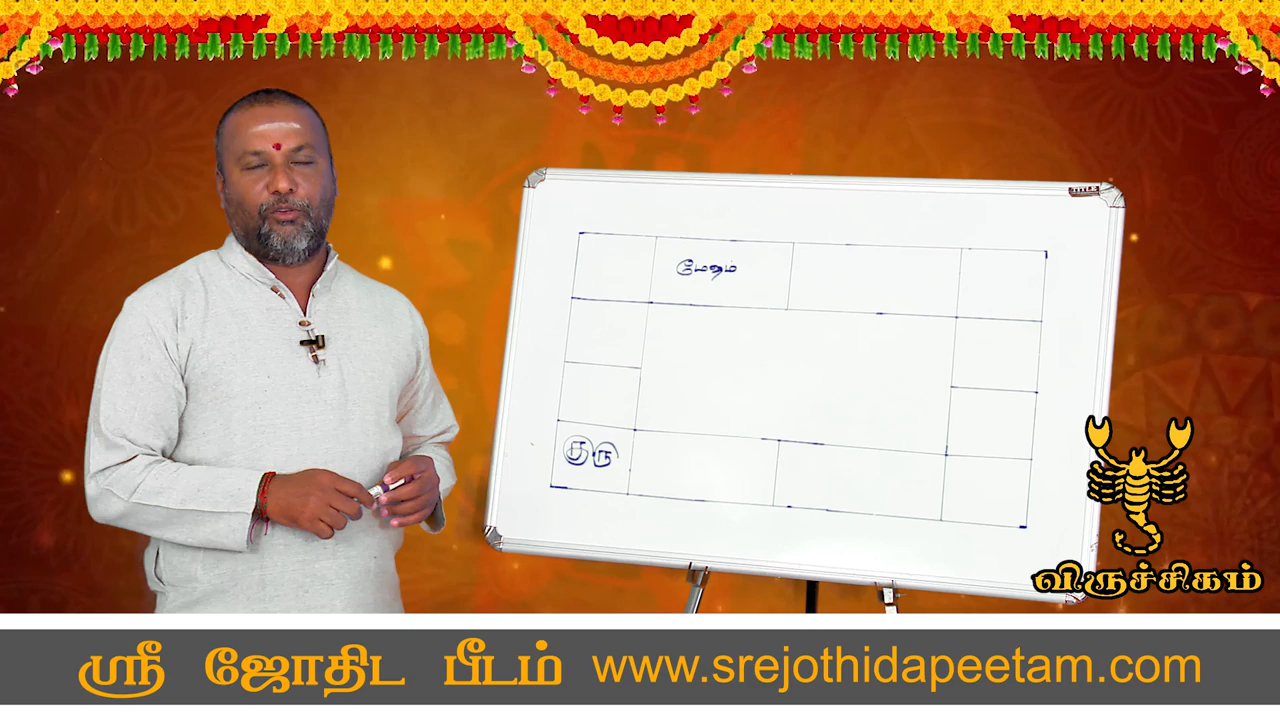 மேஷம்
குரு
விருச்சிகம்
ஸ்ரீ ஜோதிட பீடம் www.srejothidapeetam.com